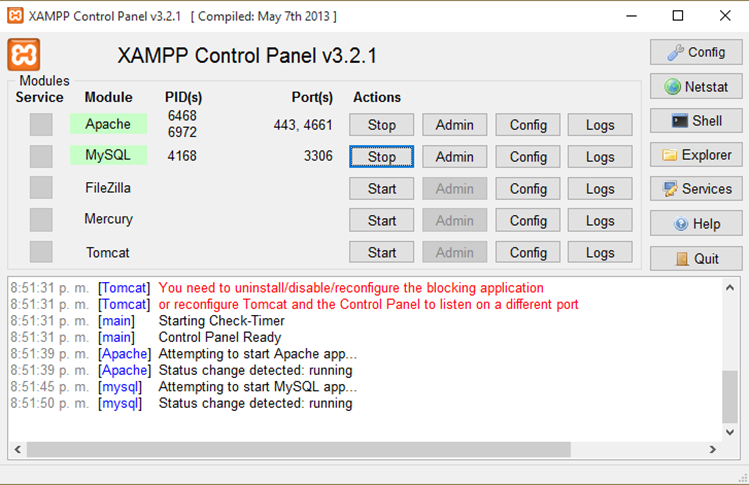 XAMPP Control Panel v3.2.1 [ Compiled: May 7th 2013 ]
XAMPP Control Panel v3.2.1
Config
Modules
Service Module PID(s) Port(s) Actions
Netstat
Apache 6468 6972 443, 4661 Stop Admin Config Logs
Shell
MySQL 4168 3306 Stop Admin Config Logs
Explorer
FileZilla Start Admin Config Logs
Services
Mercury Start Admin Config Logs
Help
Tomcat Start Admin Config Logs
Quit
8:51:31 p. m. [Tomcat] You need to uninstall/disable/reconfigure the blocking application
8:51:31 p. m. [Tomcat] or reconfigure Tomcat and the Control Panel to listen on a different port
8:51:31 p. m. [main] Starting Check-Timer
8:51:31 p. m. [main] Control Panel Ready
8:51:39 p. m. [Apache] Attempting to start Apache app...
8:51:39 p. m. [Apache] Status change detected: running
8:51:45 p. m. [mysql] Attempting to start MySQL app...
8:51:50 p. m. [mysql] Status change detected: running